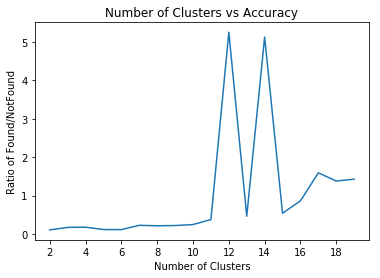 Number of Clusters vs Accuracy
Ratio of Found/NotFound
5
4
3
2
1
0
2 4 6 8 10 12 14 16 18
Number of Clusters